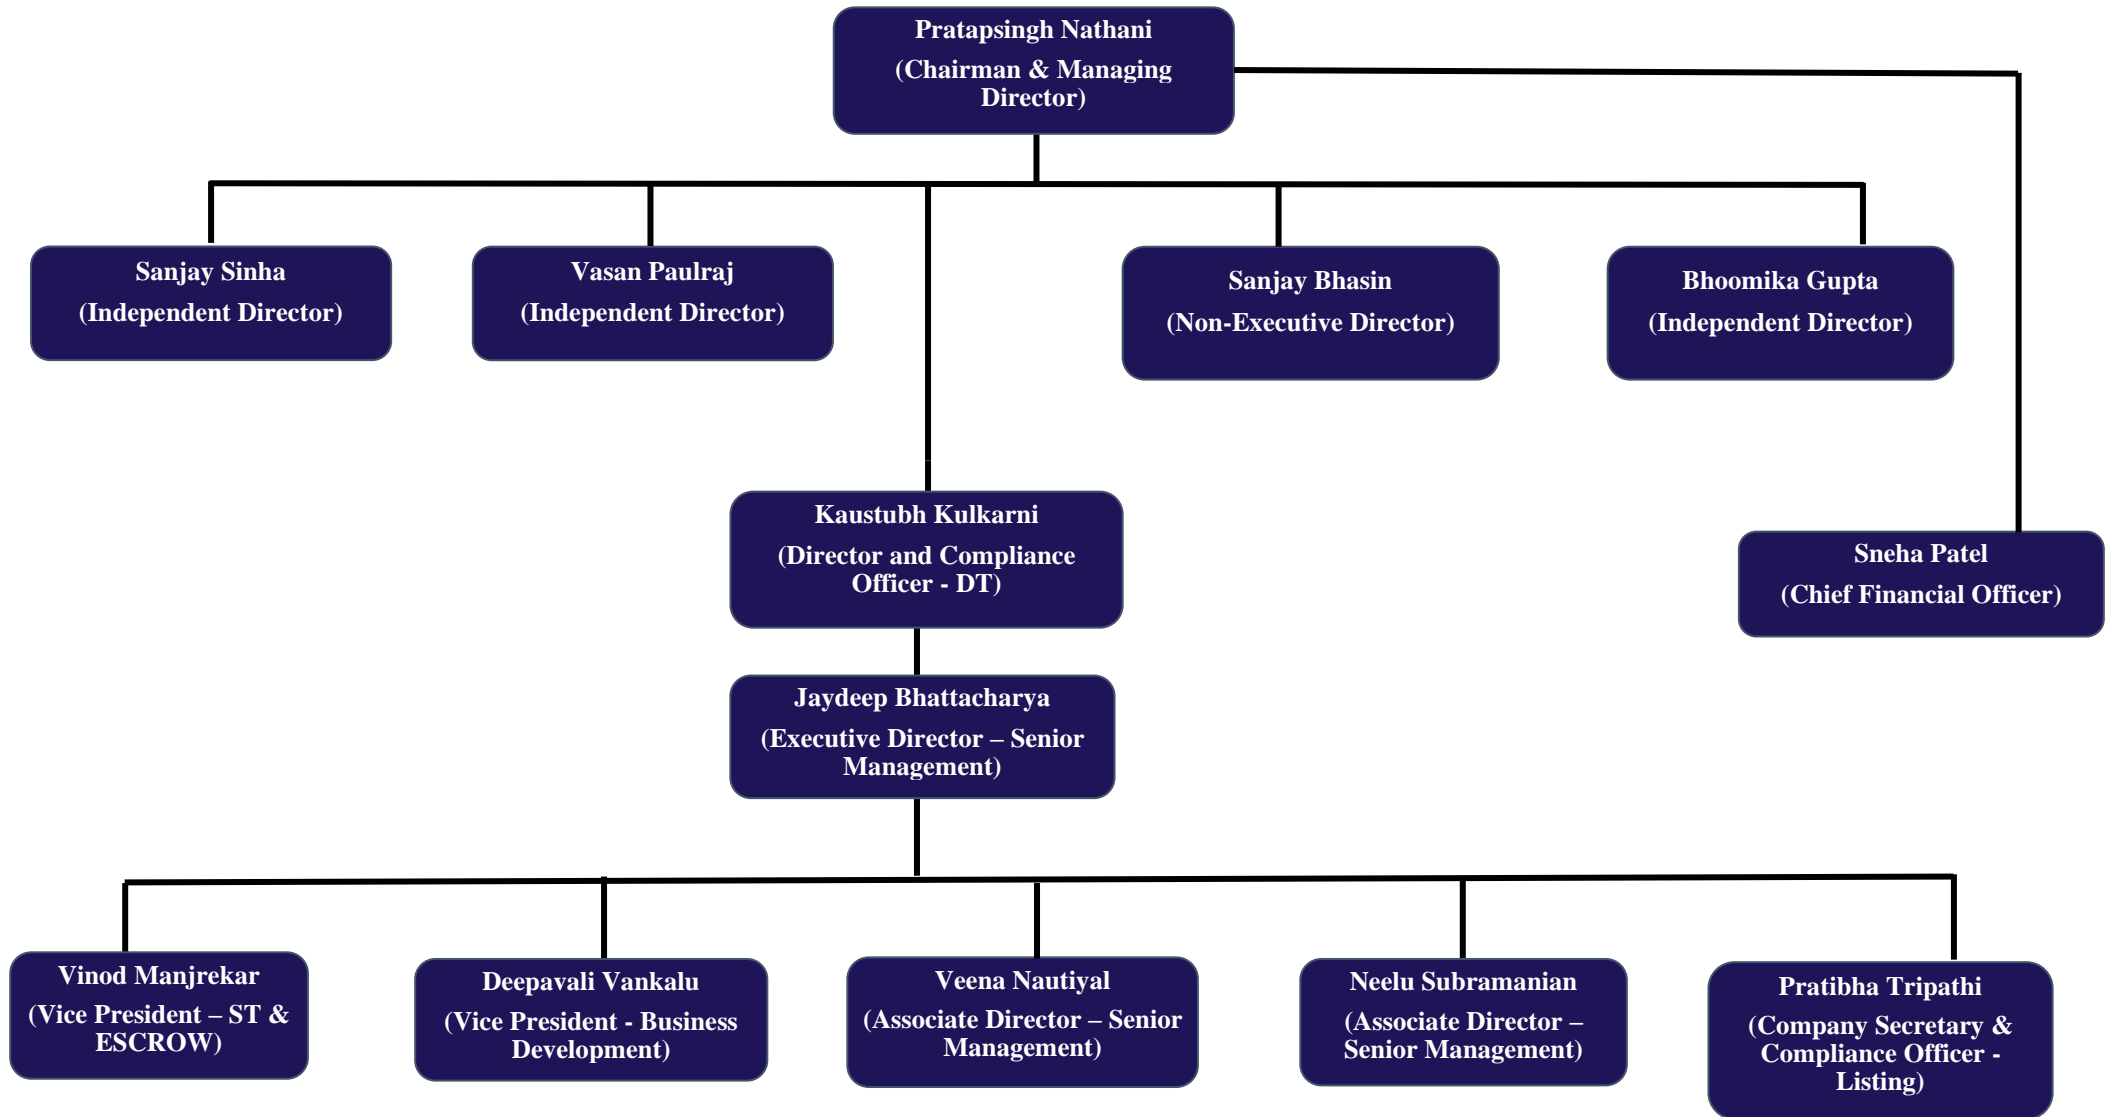 Pratapsingh Nathani
(Chairman & Managing
Director)
Sanjay Sinha
(Independent Director)
Vasan Paulraj
(Independent Director)
Sanjay Bhasin
(Non-Executive Director)
Bhoomika Gupta
(Independent Director)
Kaustubh Kulkarni
(Director and Compliance
Officer - DT)
Sneha Patel
(Chief Financial Officer)
Jaydeep Bhattacharya
(Executive Director – Senior
Management)
Vinod Manjrekar
(Vice President – ST &
ESCROW)
Deepavali Vankalu
(Vice President - Business
Development)
Veena Nautiyal
(Associate Director – Senior
Management)
Neelu Subramanian
(Associate Director –
Senior Management)
Pratibha Tripathi
(Company Secretary &
Compliance Officer -
Listing)